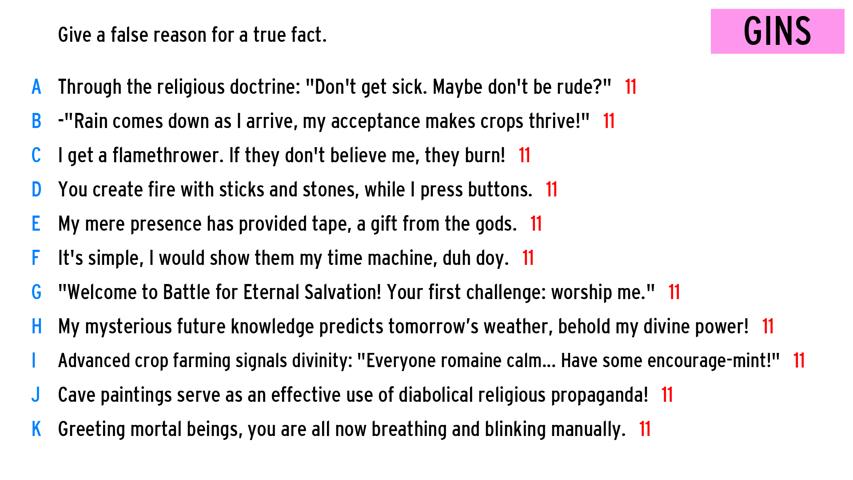 Give a false reason for a true fact.
GINS
A Through the religious doctrine: "Don't get sick. Maybe don't be rude?" 11
B -"Rain comes down as I arrive, my acceptance makes crops thrive!" 11
C I get a flamethrower. If they don't believe me, they burn! 11
D You create fire with sticks and stones, while I press buttons. 11
E My mere presence has provided tape, a gift from the gods. 11
F It's simple, I would show them my time machine, duh doy. 11
G "Welcome to Battle for Eternal Salvation! Your first challenge: worship me." 11
H My mysterious future knowledge predicts tomorrow’s weather, behold my divine power! 11
I Advanced crop farming signals divinity: "Everyone romaine calm... Have some encourage-mint!" 11
J Cave paintings serve as an effective use of diabolical religious propaganda! 11
K Greeting mortal beings, you are all now breathing and blinking manually. 11